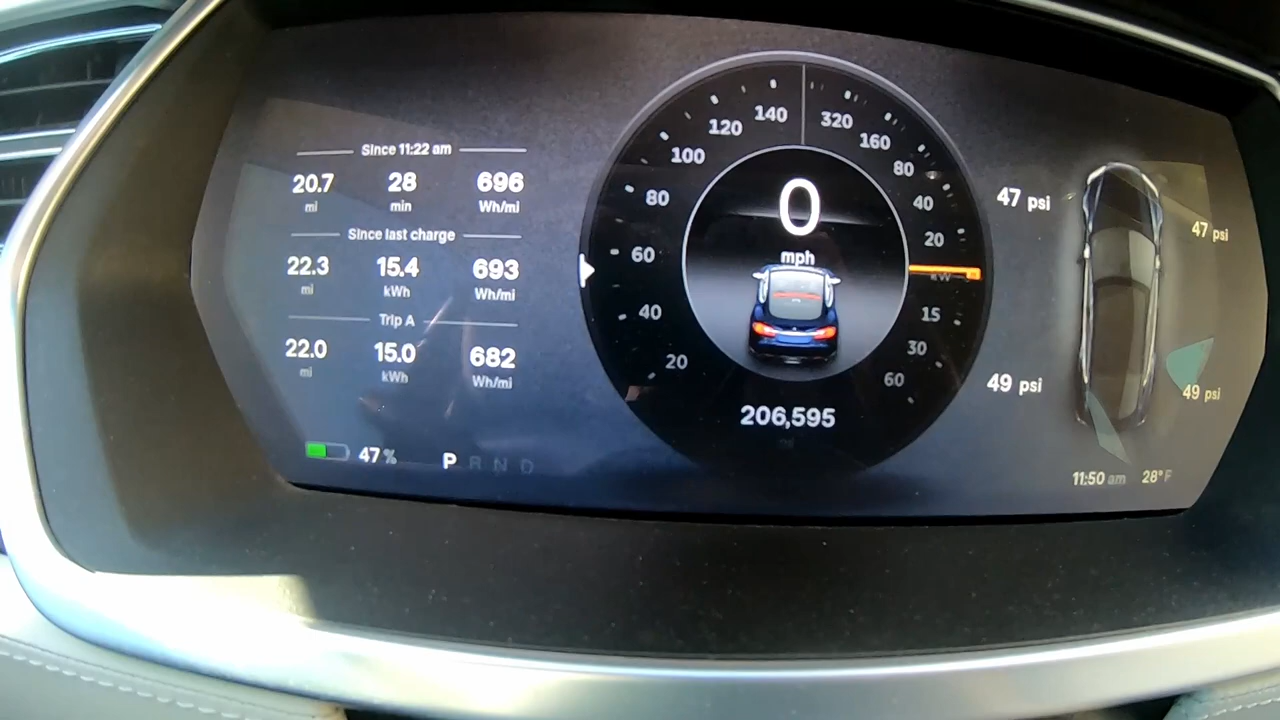 Since 11:22 am
20.7 28 696
mi min Wh/mi
Since last charge
22.3 15.4 693
mi kWh Wh/mi
Trip A
22.0 15.0 682
mi kWh Wh/mi
47 %
P R N D
140 320
120 160
100 80
80 40
60 20
40 15
20 30
60
kW
0
mph
206,595
47 psi
47 psi
49 psi
49 psi
11:50 am 28°F